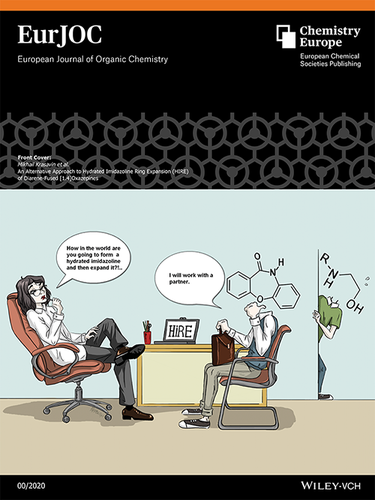 EurJOC
European Journal of Organic Chemistry
Chemistry
Europe
European Chemical
Societies Publishing
Front Cover:
Mikhail Krasavin et al.
An Alternative Approach to Hydrated Imidazoline Ring Expansion (HIRE)
of Diarene-Fused [1.4]Oxazepines
How in the world are
you going to form a
hydrated imidazoline
and then expand it?!..
I will work with a
partner.
O
N
H
O
R
NH
OH
HiRE
00/2020
WILEY-VCH